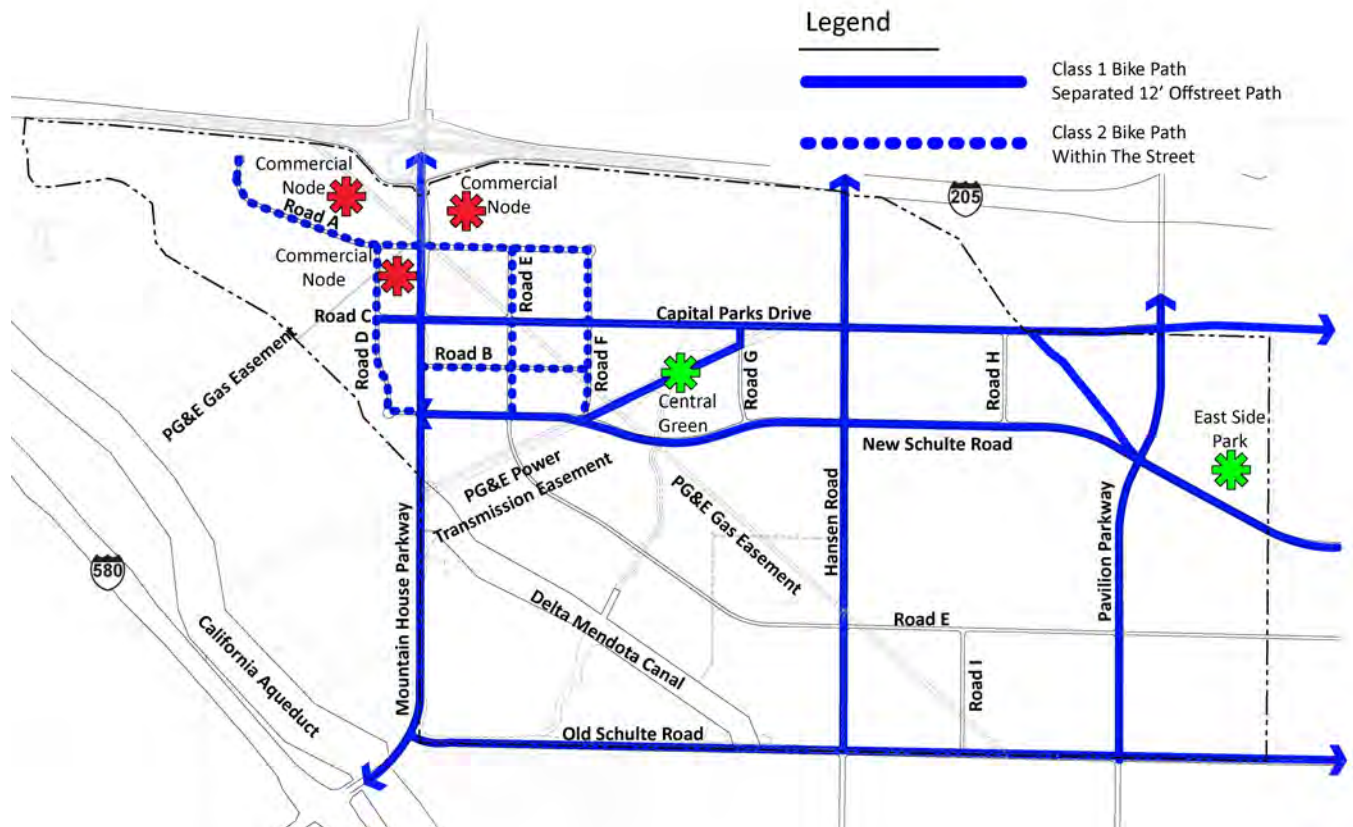 Legend
Class 1 Bike Path
Separated 12' Offstreet Path
Class 2 Bike Path
Within The Street
Commercial
Node
Commercial
Node
205
Road A
Commercial
Node
Road E
Road C
Capital Parks Drive
Road D
Road B
Road F
Road G
Road H
PG&E Gas Easement
Central
Green
East Side
Park
New Schulte Road
PG&E Power
Transmission Easement
PG&E Gas Easement
Mountain House Parkway
Hansen Road
Pavilion Parkway
580
California Aqueduct
Delta Mendota Canal
Road E
Road I
Old Schulte Road